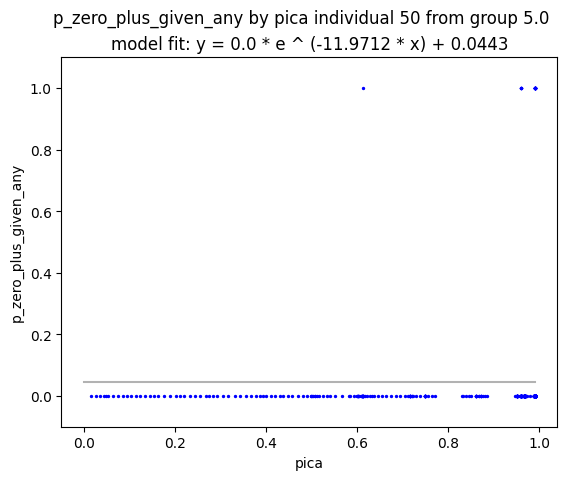 p_zero_plus_given_any by pica individual 50 from group 5.0
model fit: y = 0.0 * e ^ (-11.9712 * x) + 0.0443
1.0
0.8
0.6
0.4
0.2
0.0
p_zero_plus_given_any
0.0 0.2 0.4 0.6 0.8 1.0
pica